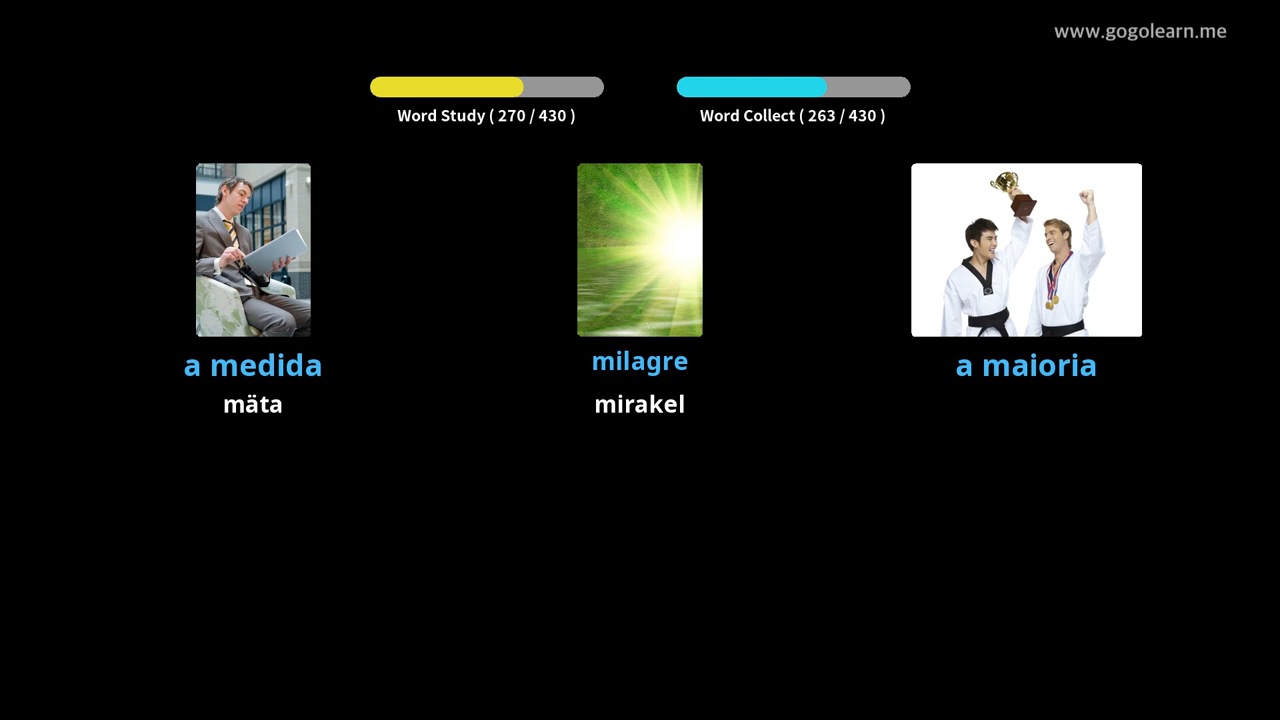 www.gogolearn.me
Word Study ( 270 / 430 )
Word Collect ( 263 / 430 )
a medida
mäta
milagre
mirakel
a maioria